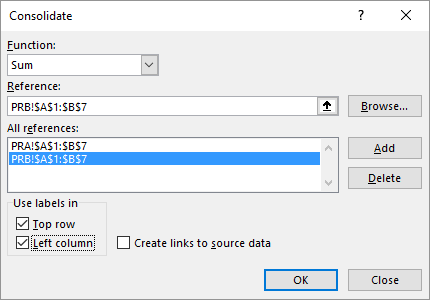 Consolidate
Function:
Sum
Reference:
PRB!$A$1:$B$7
Browse...
All references:
PRA!$A$1:$B$7
PRB!$A$1:$B$7
Add
Delete
Use labels in
Top row
Left column
Create links to source data
OK
Close